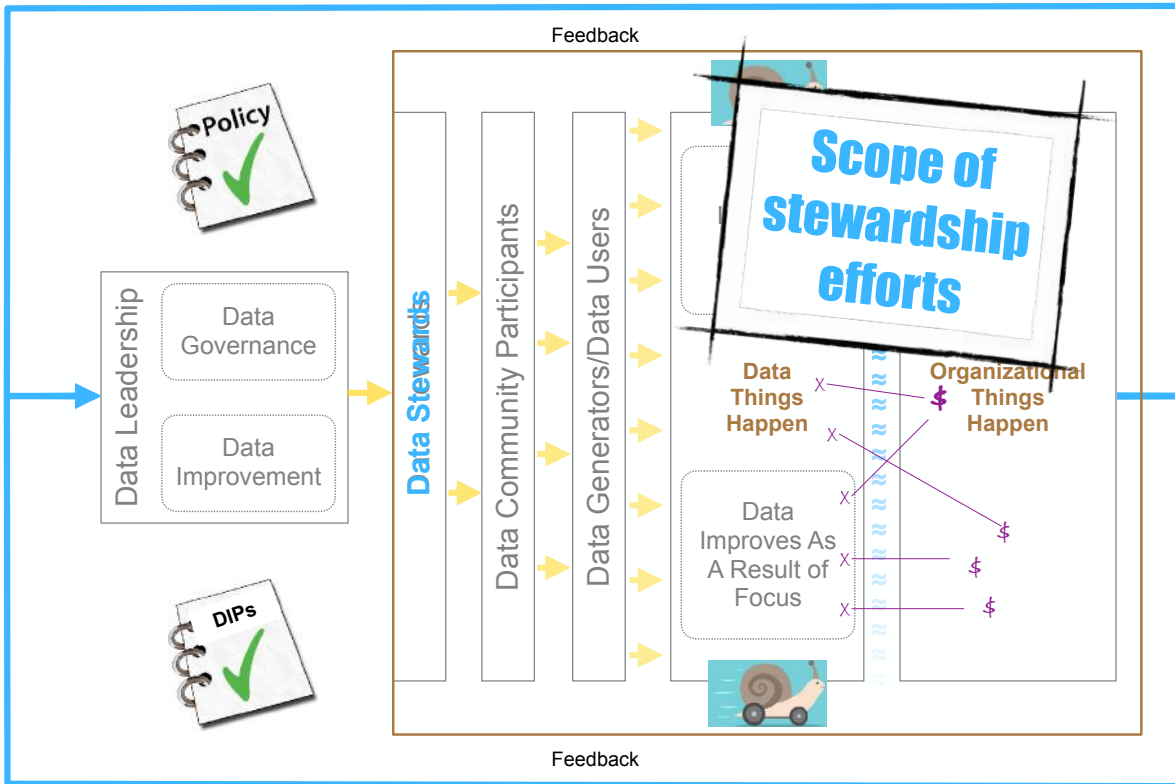 Feedback
Policy
Scope of
stewardship
efforts
Data Leadership
Data
Governance
Data
Improvement
Data Stewards
Data Community Participants
Data Generators/Data Users
Data
Things
Happen
Organizational
Things
Happen
X
$
X
X
$
Data
Improves As
A Result of
Focus
X
$
X
$
DIPs
Feedback